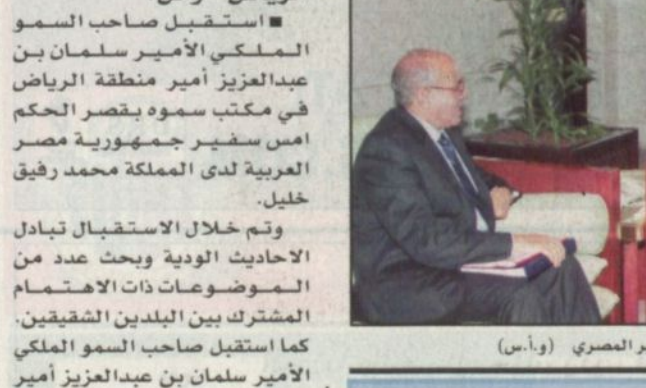 ■ استقبل صاحب السمو
الملكي الأمير سلمان بن
عبدالعزيز أمير منطقة الرياض
في مكتب سموه بقصر الحكم
امس سفير جمهورية مصر
العربية لدى المملكة محمد رفيق
خليل.
وتم خلال الاستقبال تبادل
الاحاديث الودية وبحث عدد من
الموضوعات ذات الاهتمام
المشترك بين البلدين الشقيقين.
كما استقبل صاحب السمو الملكي
الأمير سلمان بن عبدالعزيز أمير
المصري (و.أ.س)